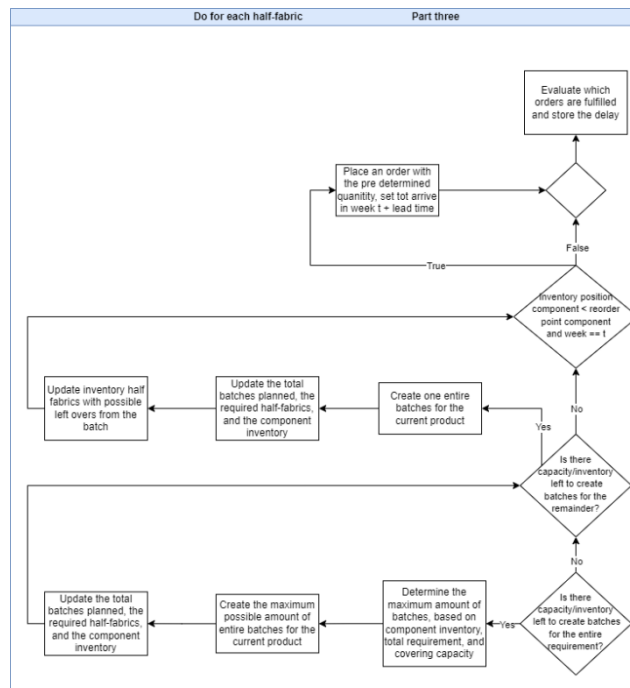 Do for each half-fabric Part three
Evaluate which
orders are fulfilled
and store the delay
Place an order with
the pre determined
quanitity, set tot arrive
in week t + lead time
False
True
Inventory position
component < reorder
point component
and week == t
Update inventory half
fabrics with possible
left overs from the
batch
Update the total
batches planned, the
required half-fabrics,
and the component
inventory
Create one entire
batches for the
current product
Yes
No
Is there
capacity/inventory
left to create
batches for the
remainder?
No
Update the total
batches planned, the
required half-fabrics,
and the component
inventory
Create the maximum
possible amount of
entire batches for the
current product
Determine the
maximum amount of
batches, based on
component inventory,
total requirement, and
covering capacity
Yes
Is there
capacity/inventory
left to create batches
for the entire
requirement?